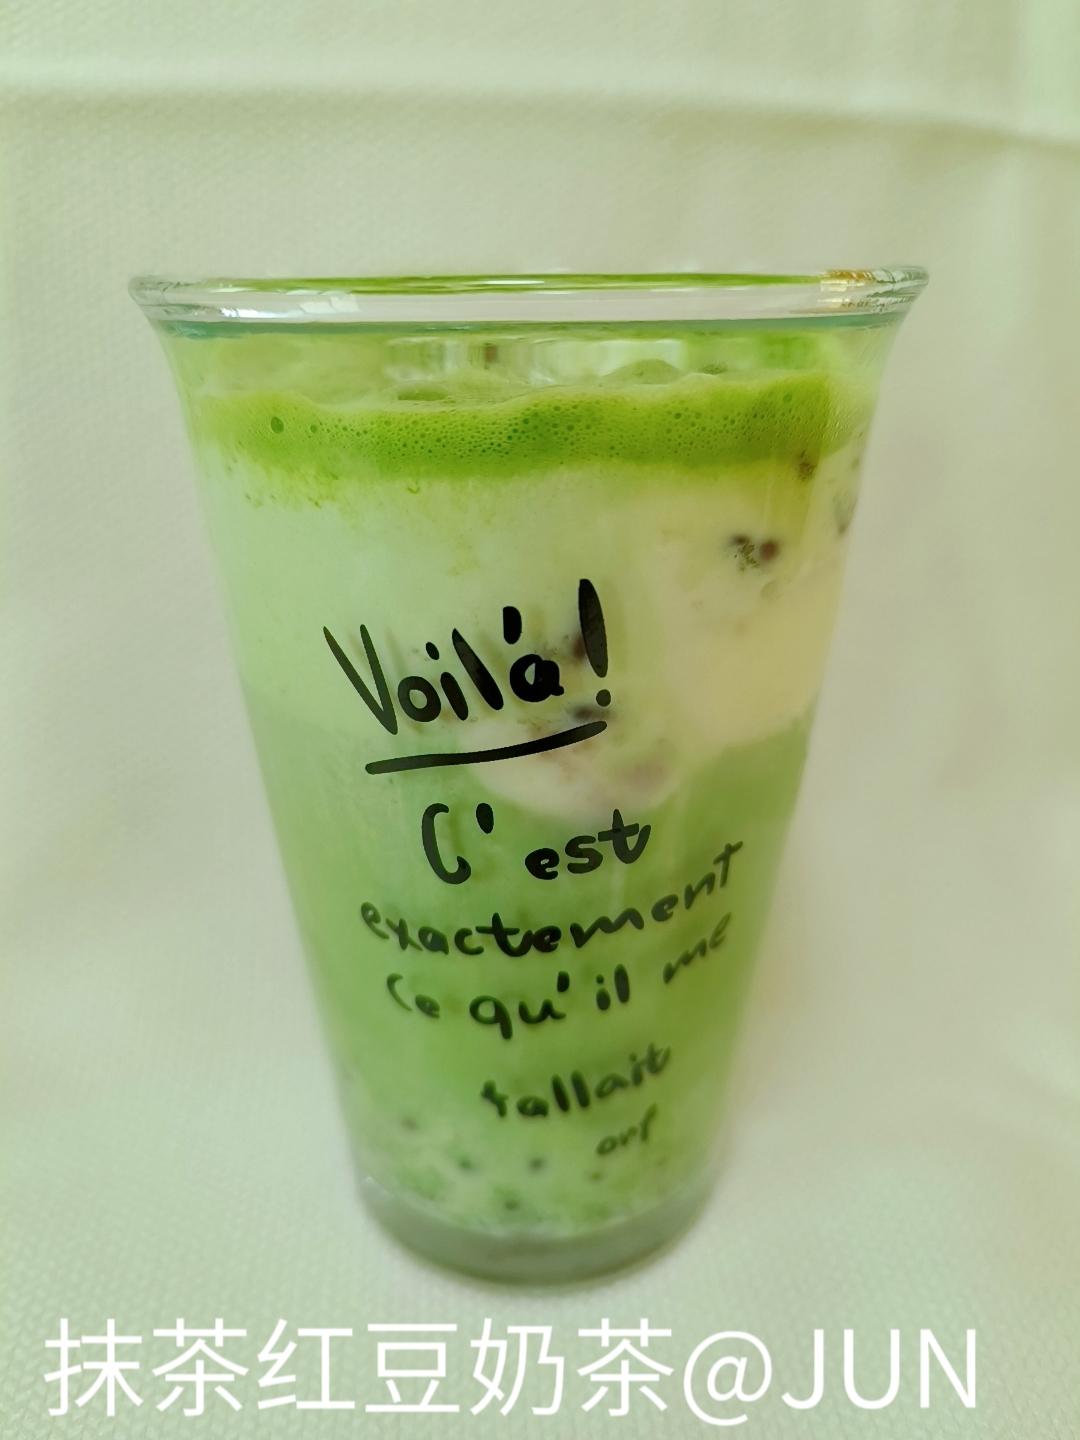 Voilà!
C'est
exactement
ce qu'il me
fallait
抹茶红豆奶茶@JUN